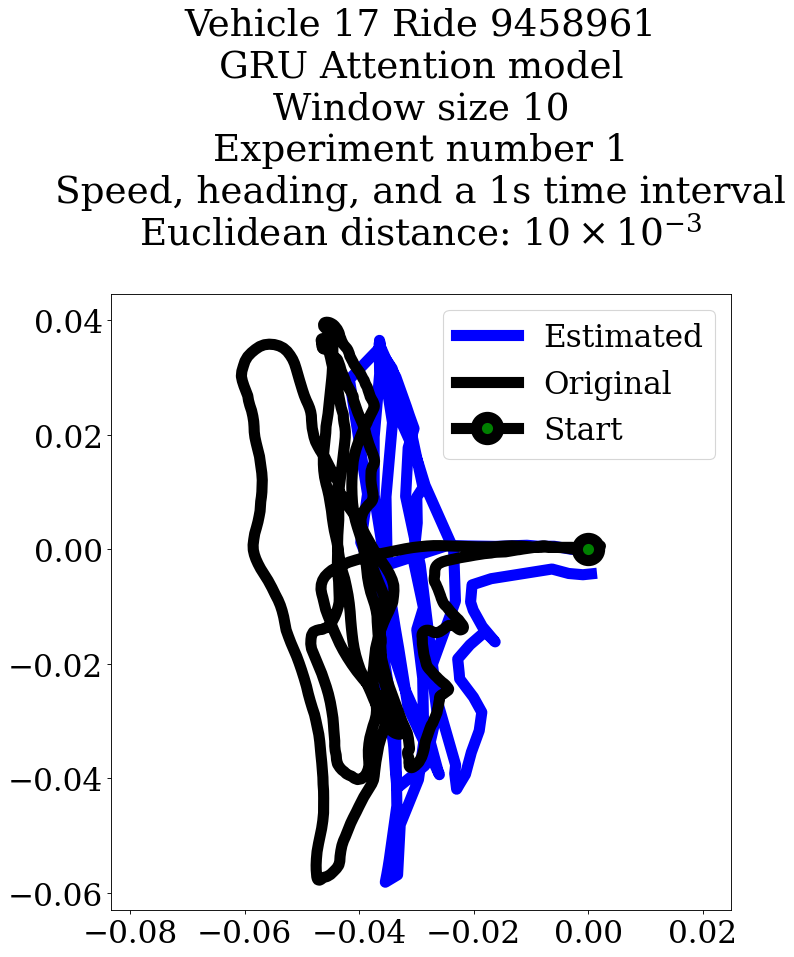 Vehicle 17 Ride 9458961
GRU Attention model
Window size 10
Experiment number 1
Speed, heading, and a 1s time interval
Euclidean distance: 10 × 10⁻³
Estimated
Original
Start
0.04
0.02
0.00
−0.02
−0.04
−0.06
−0.08 −0.06 −0.04 −0.02 0.00 0.02